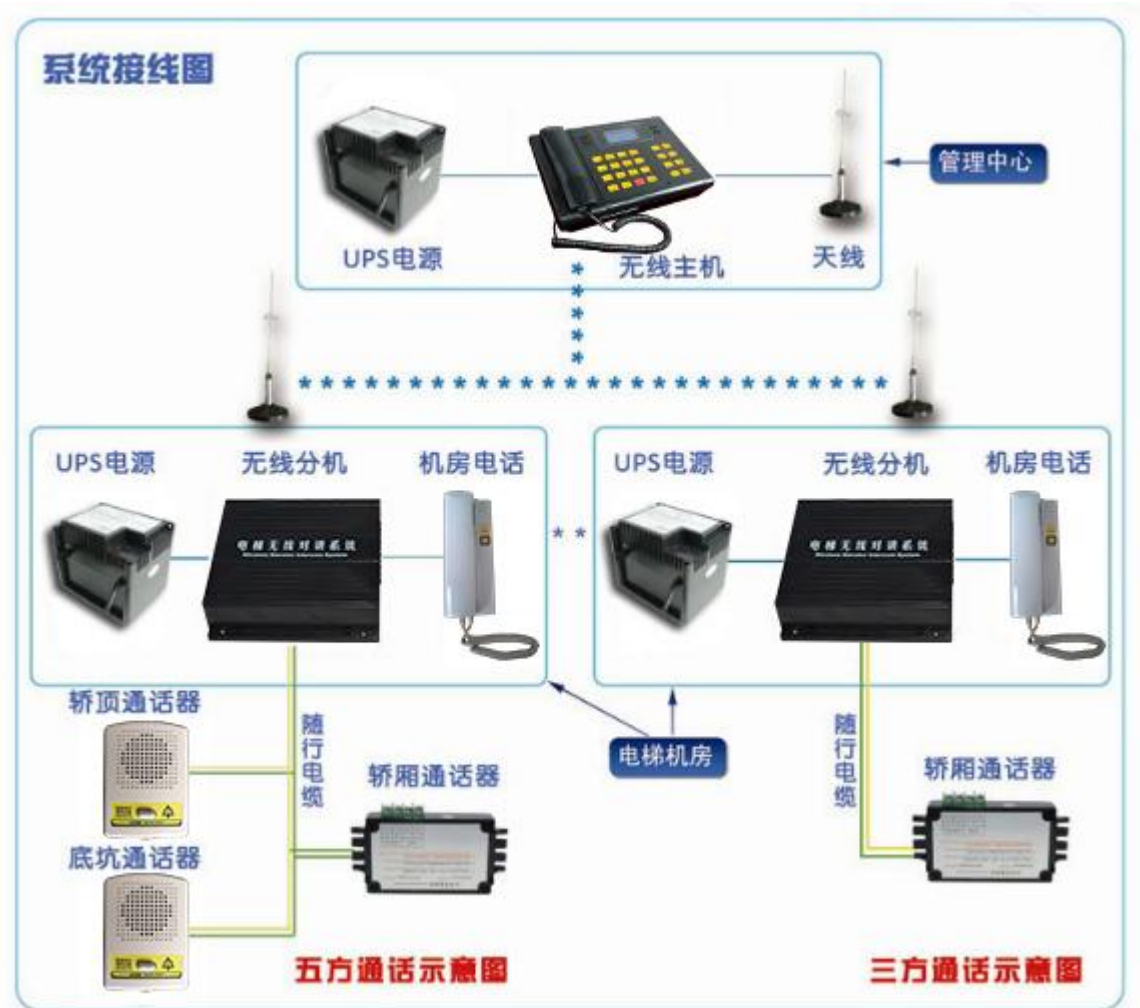 系统接线图
管理中心
UPS电源
无线主机
天线
UPS电源
无线分机
机房电话
UPS电源
无线分机
机房电话
电梯无线对讲系统
电梯无线对讲系统
轿顶通话器
随行电缆
电梯机房
随行电缆
轿厢通话器
轿厢通话器
底坑通话器
五方通话示意图
三方通话示意图